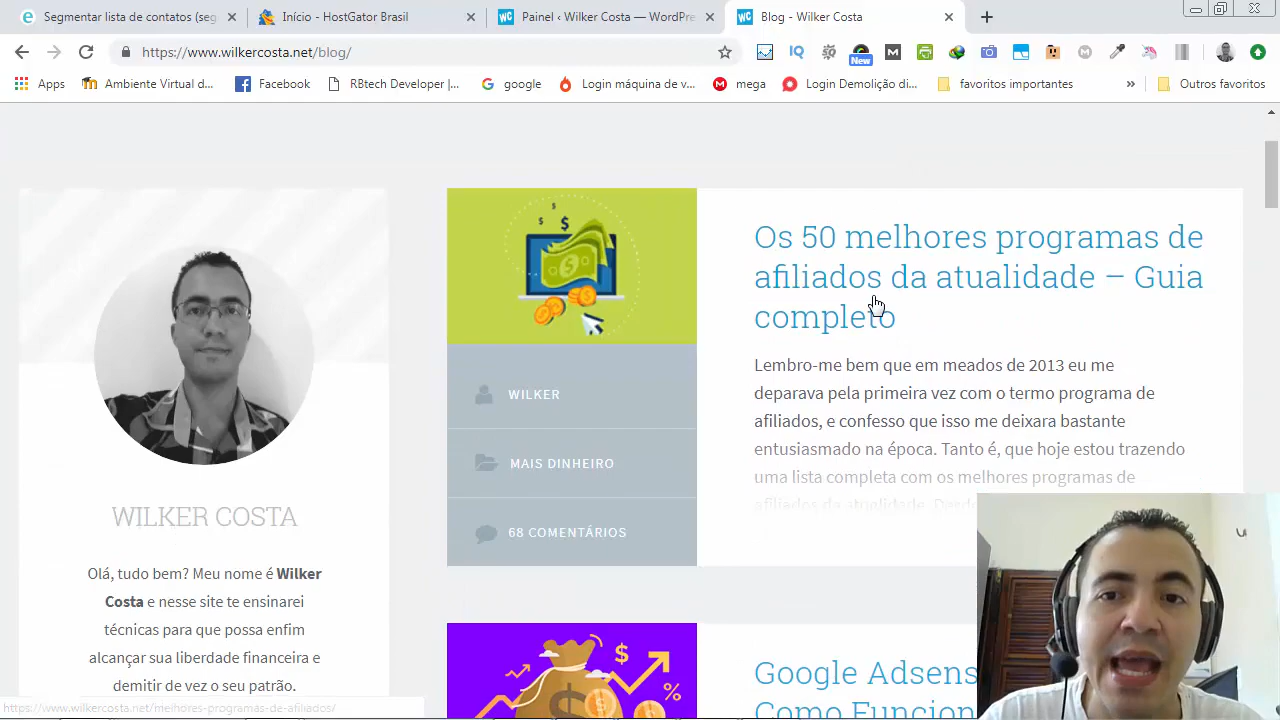 Segmentar lista de contatos (seg
Início - HostGator Brasil
Painel ‹ Wilker Costa — WordPre
Blog - Wilker Costa
https://www.wilkercosta.net/blog/
IQ
New
Apps
Ambiente Virtual d...
Facebook
RBtech Developer |...
google
Login máquina de v...
mega
Login Demolição di...
favoritos importantes
»
Outros favoritos
Os 50 melhores programas de
afiliados da atualidade – Guia
completo
Lembro-me bem que em meados de 2013 eu me
deparava pela primeira vez com o termo programa de
afiliados, e confesso que isso me deixara bastante
entusiasmado na época. Tanto é, que hoje estou trazendo
uma lista completa com os melhores programas de
afiliados da atualidade. Desde
WILKER
MAIS DINHEIRO
68 COMENTÁRIOS
WILKER COSTA
Olá, tudo bem? Meu nome é Wilker
Costa e nesse site te ensinarei
técnicas para que possa enfim
alcançar sua liberdade financeira e
demitir de vez o seu patrão.
Google Adsens
Como Funcion
https://www.wilkercosta.net/melhores-programas-de-afiliados/